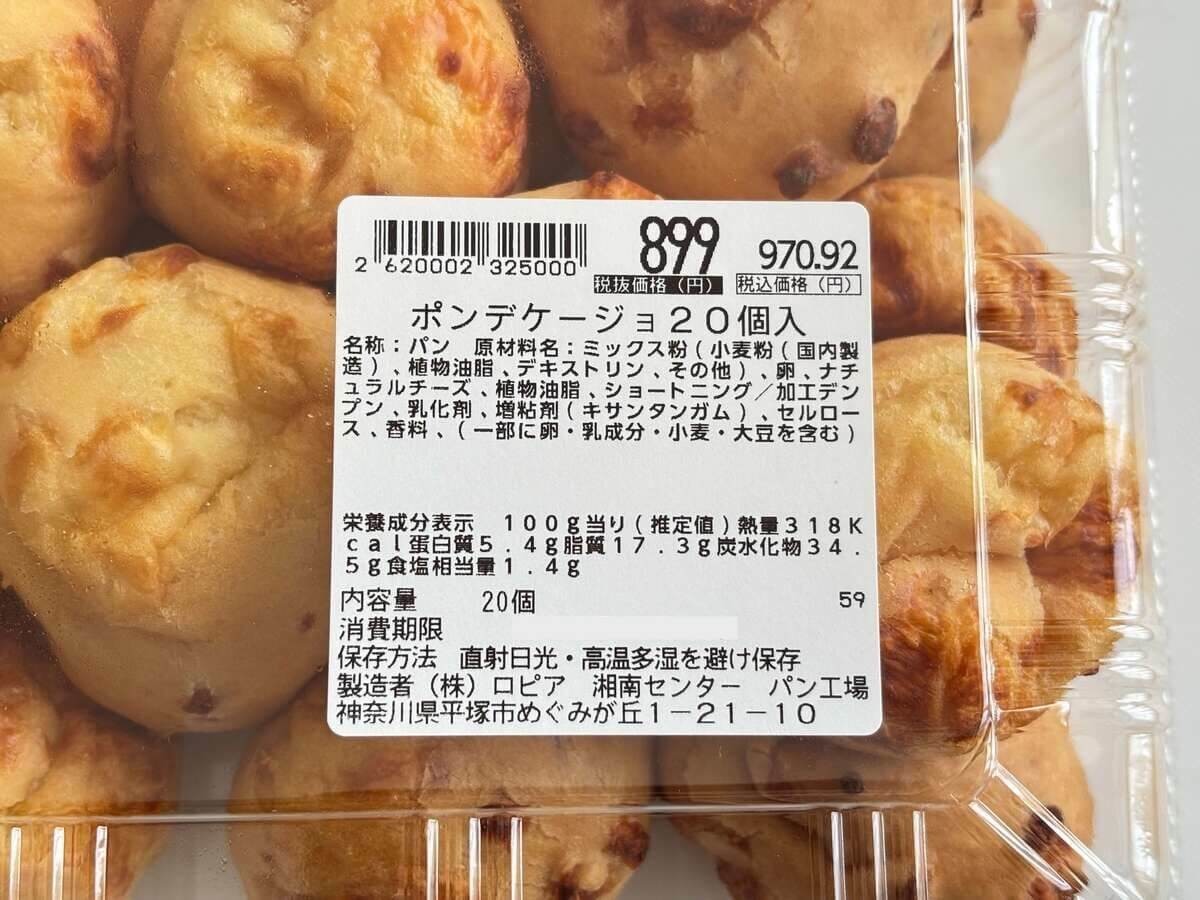 899 970.92
2 620002 325000 税抜価格（円） 税込価格（円）
ポンデケージョ２０個入
名称：パン　原材料名：ミックス粉（小麦粉（国内製
造）、植物油脂、デキストリン、その他）、卵、ナチ
ュラルチーズ、植物油脂、ショートニング／加工デン
プン、乳化剤、増粘剤（キサンタンガム）、セルロー
ス、香料、（一部に卵・乳成分・小麦・大豆を含む）
栄養成分表示　１００ｇ当り（推定値）熱量３１８Ｋ
ｃａｌ蛋白質５．４ｇ脂質１７．３ｇ炭水化物３４．
５ｇ食塩相当量１．４ｇ
内容量　20個　59
消費期限
保存方法　直射日光・高温多湿を避け保存
製造者（株）ロピア　湘南センター　パン工場
神奈川県平塚市めぐみが丘１－２１－１０